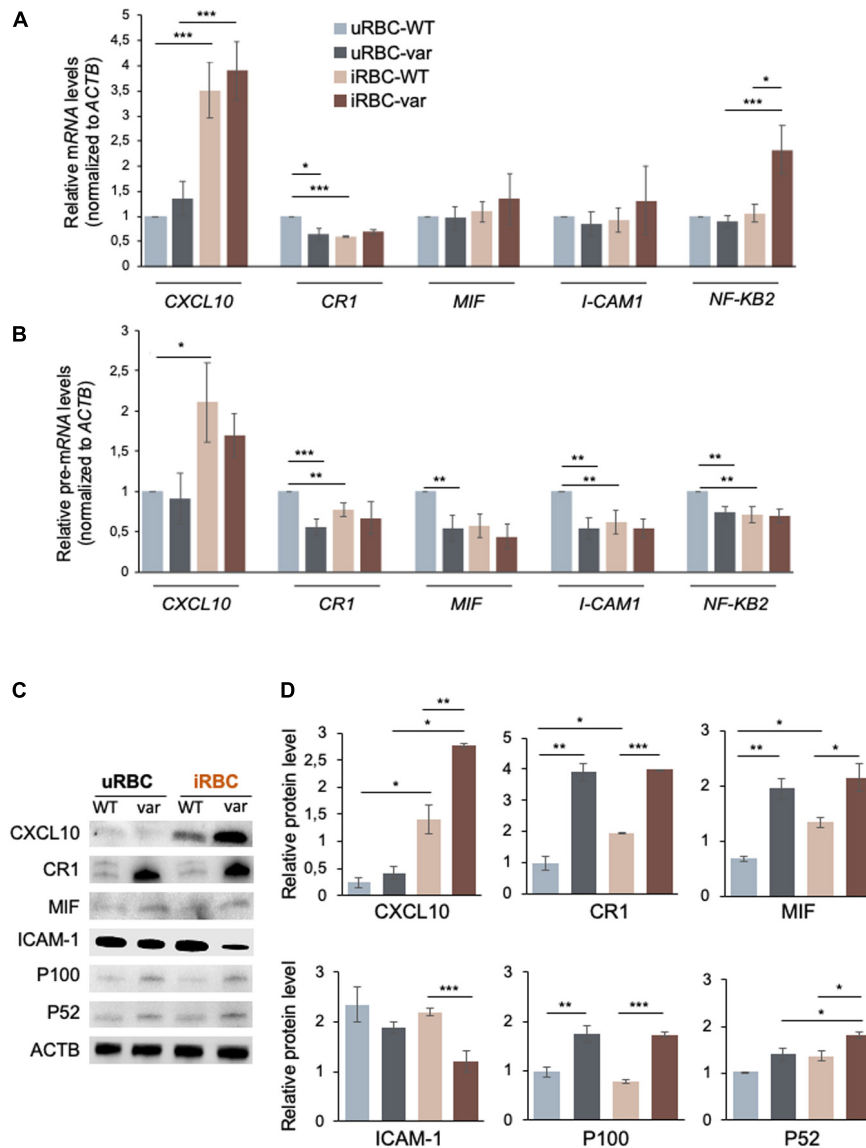 A
Relative mRNA levels
(normalized to ACTB)
5
4,5
4
3,5
3
2,5
2
1,5
1
0,5
0
*** ***
uRBC-WT
uRBC-var
iRBC-WT
iRBC-var
* ***
* ***
CXCL10 CR1 MIF I-CAM1 NF-KB2
B
Relative pre-mRNA levels
(normalized to ACTB)
3
2,5
2
1,5
1
0,5
0
*
*** **
**
** **
** **
CXCL10 CR1 MIF I-CAM1 NF-KB2
C
uRBC iRBC
WT var WT var
CXCL10
CR1
MIF
ICAM-1
P100
P52
ACTB
D
Relative protein level
3
2,5
2
1,5
1
0,5
0
** * *
CXCL10
5
4
3
2
1
0
* ** ***
CR1
3
2
1
0
* ** *
MIF
Relative protein level
3
2
1
0
***
ICAM-1
3
2
1
0
** ***
P100
3
2
1
0
* *
P52